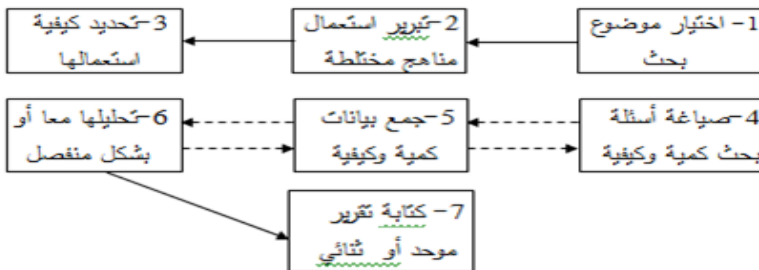 1- اختيار موضوع
بحث
2-تبرير استعمال
مناهج مختلطة
3-تحديد كيفية
استعمالها
4-صياغة أسئلة
بحث كمية وكيفية
5-جمع بيانات
كمية وكيفية
6-تحليلها معا أو
بشكل منفصل
7- كتابة تقرير
موحد أو ثنائي